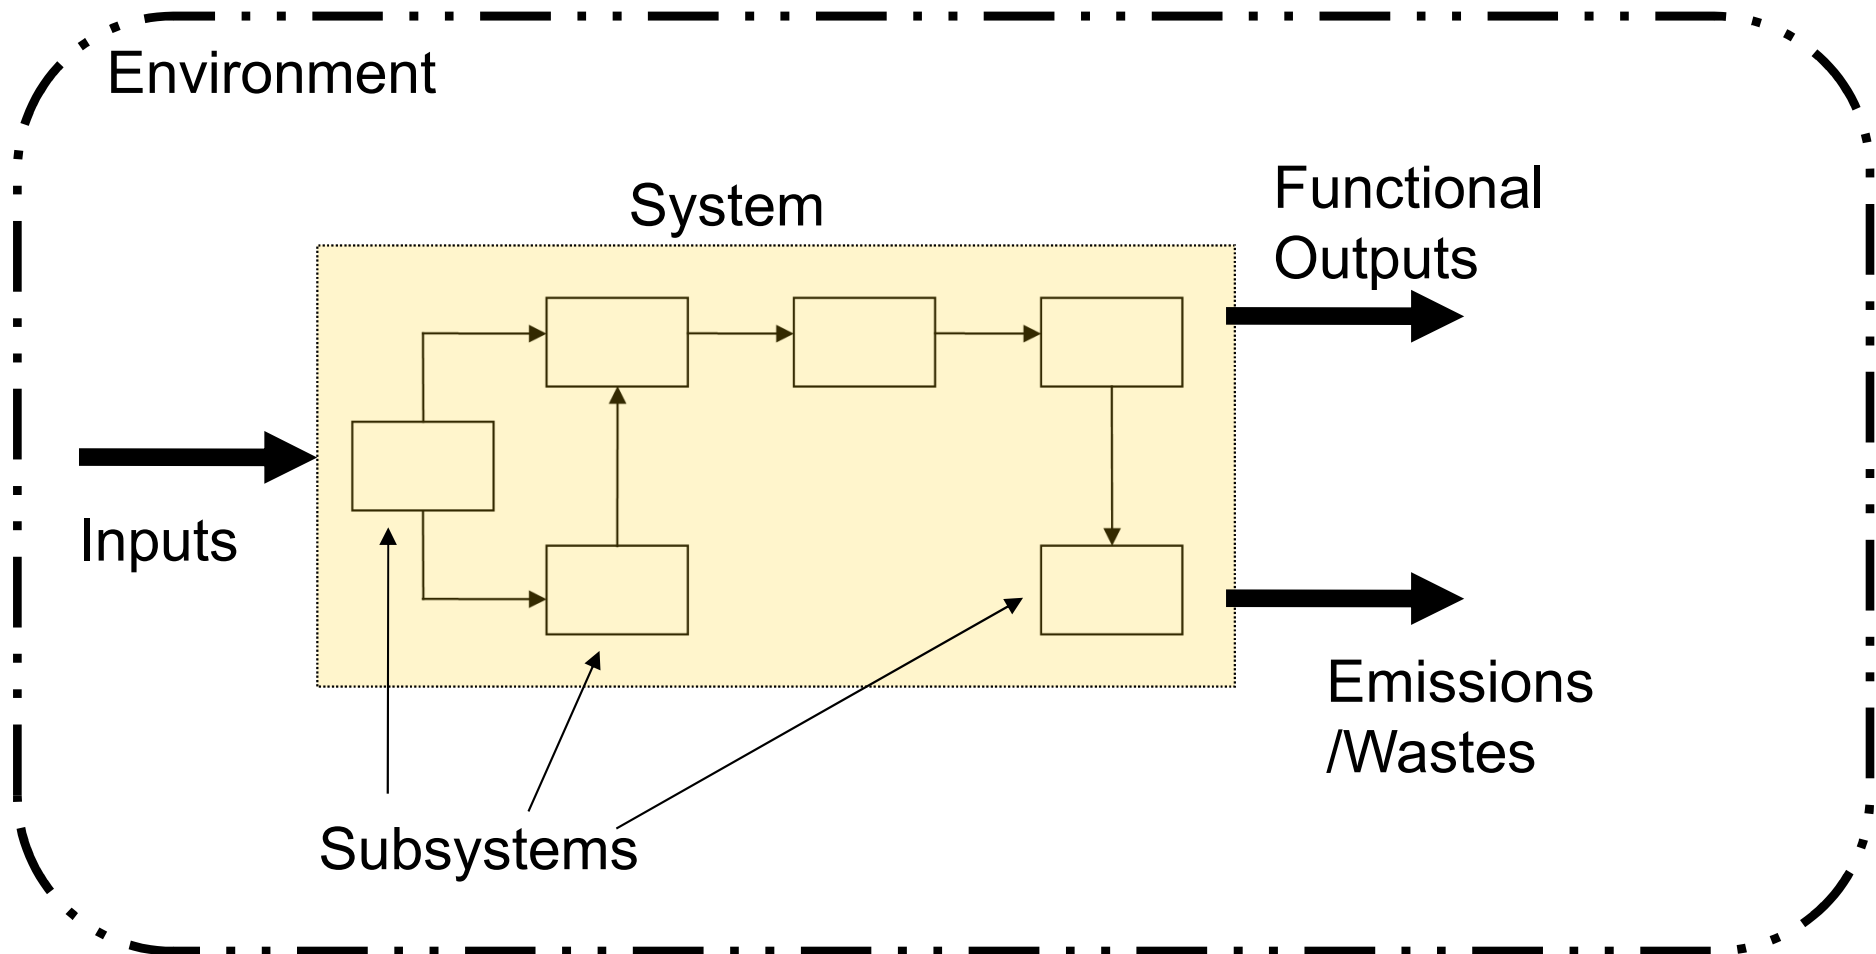 Environment
System
Functional
Outputs
Inputs
Emissions
/Wastes
Subsystems